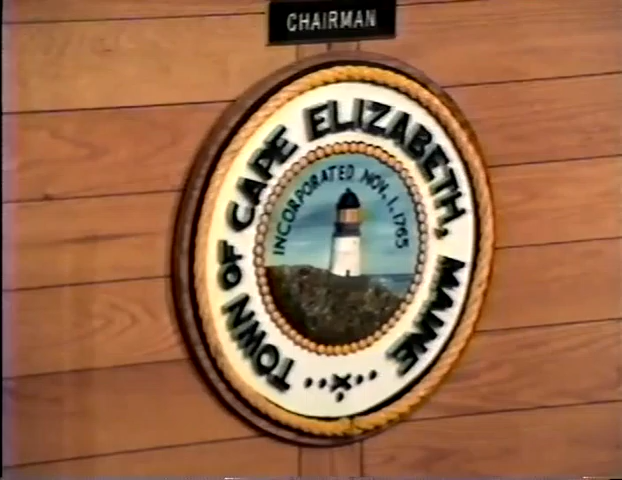 CHAIRMAN
TOWN OF CAPE ELIZABETH, MAINE
INCORPORATED NOV. 1, 1765